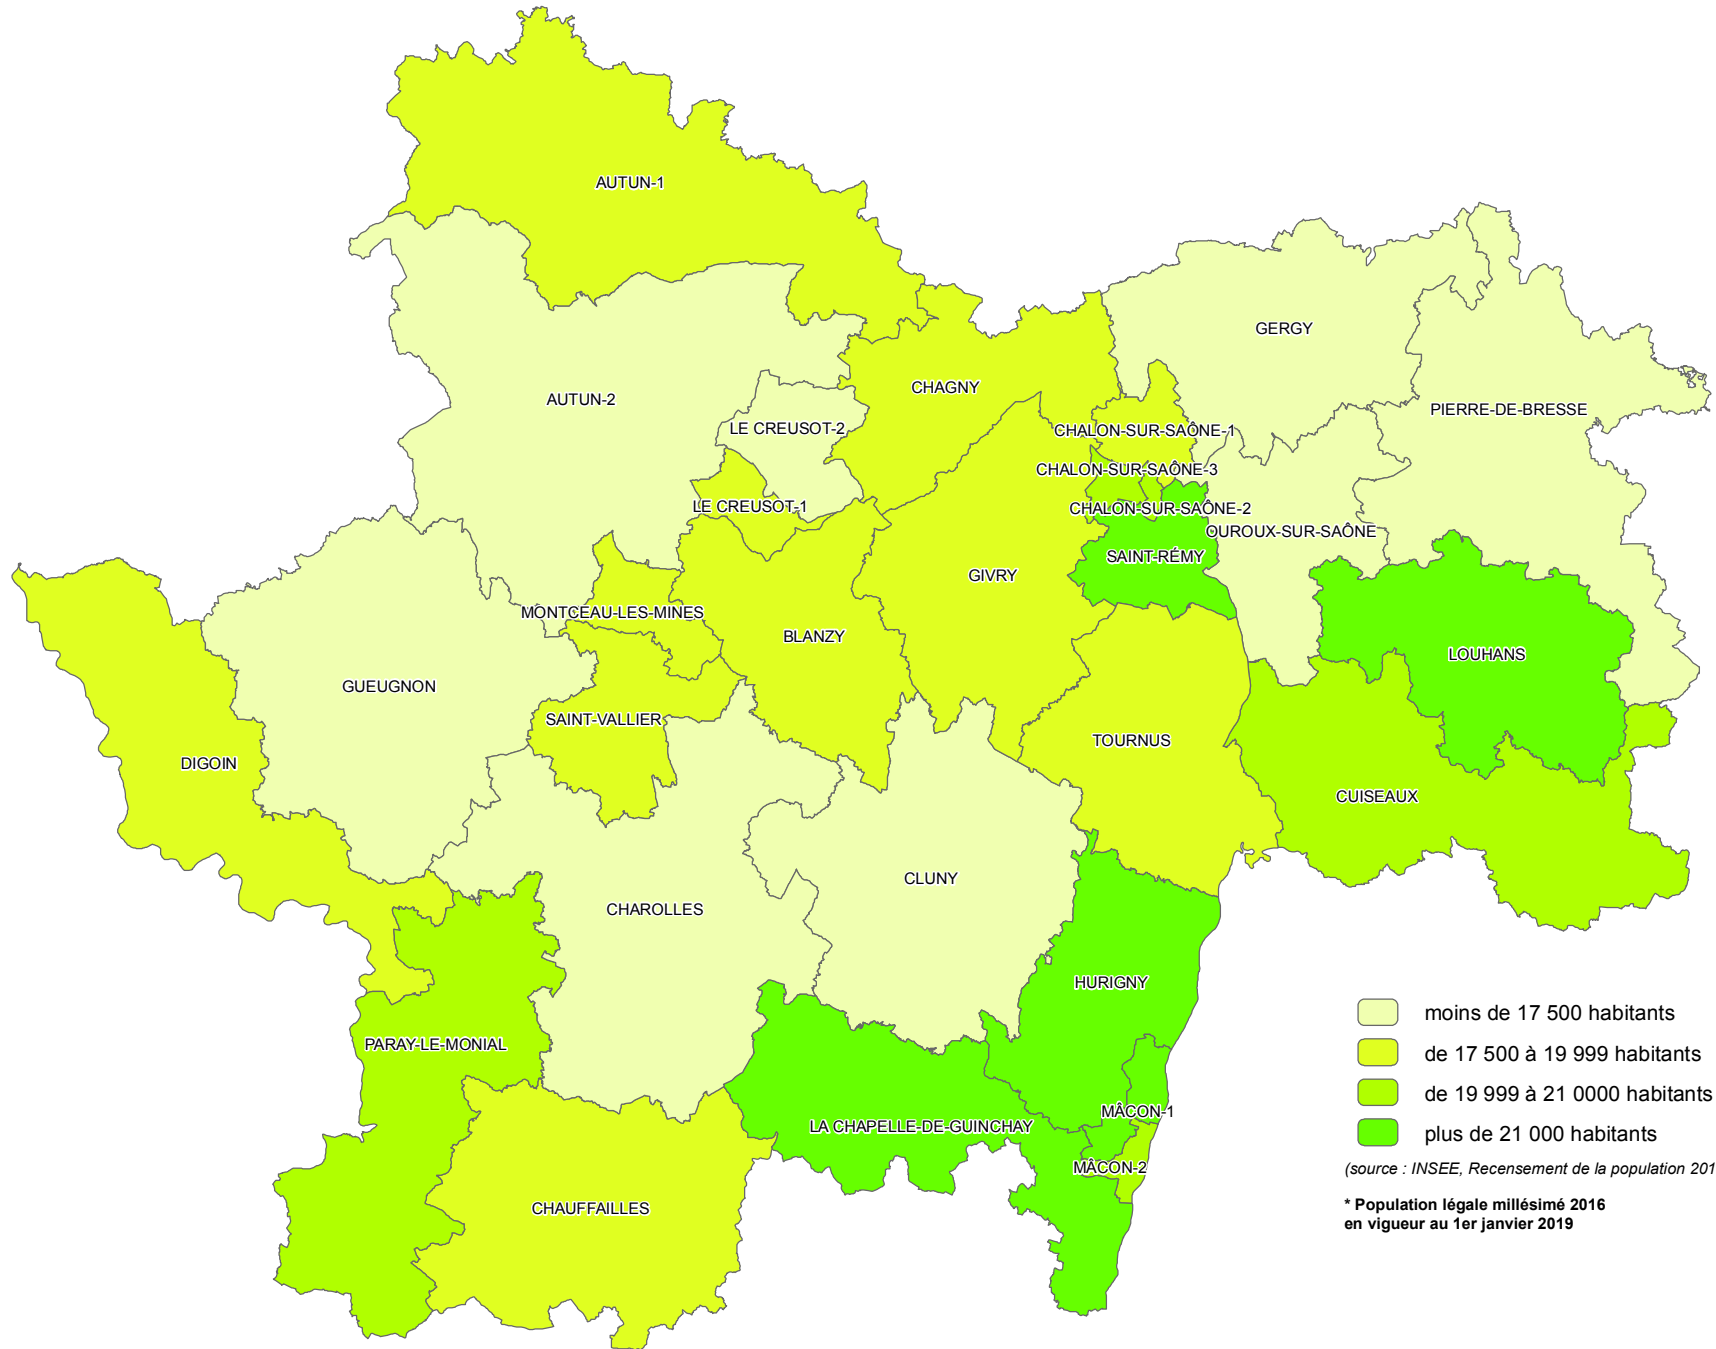 AUTUN-1
GERGY
CHAGNY
AUTUN-2
PIERRE-DE-BRESSE
LE CREUSOT-2
CHALON-SUR-SAÔNE-1
CHALON-SUR-SAÔNE-3
LE CREUSOT-1
CHALON-SUR-SAÔNE-2
OUROUX-SUR-SAÔNE
SAINT-RÉMY
GIVRY
MONTCEAU-LES-MINES
BLANZY
LOUHANS
GUEUGNON
SAINT-VALLIER
TOURNUS
DIGOIN
CUISEAUX
CLUNY
CHAROLLES
HURIGNY
PARAY-LE-MONIAL
MÂCON-1
LA CHAPELLE-DE-GUINCHAY
MÂCON-2
CHAUFFAILLES
moins de 17 500 habitants
de 17 500 à 19 999 habitants
de 19 999 à 21 0000 habitants
plus de 21 000 habitants
(source : INSEE, Recensement de la population 201
* Population légale millésimé 2016
en vigueur au 1er janvier 2019